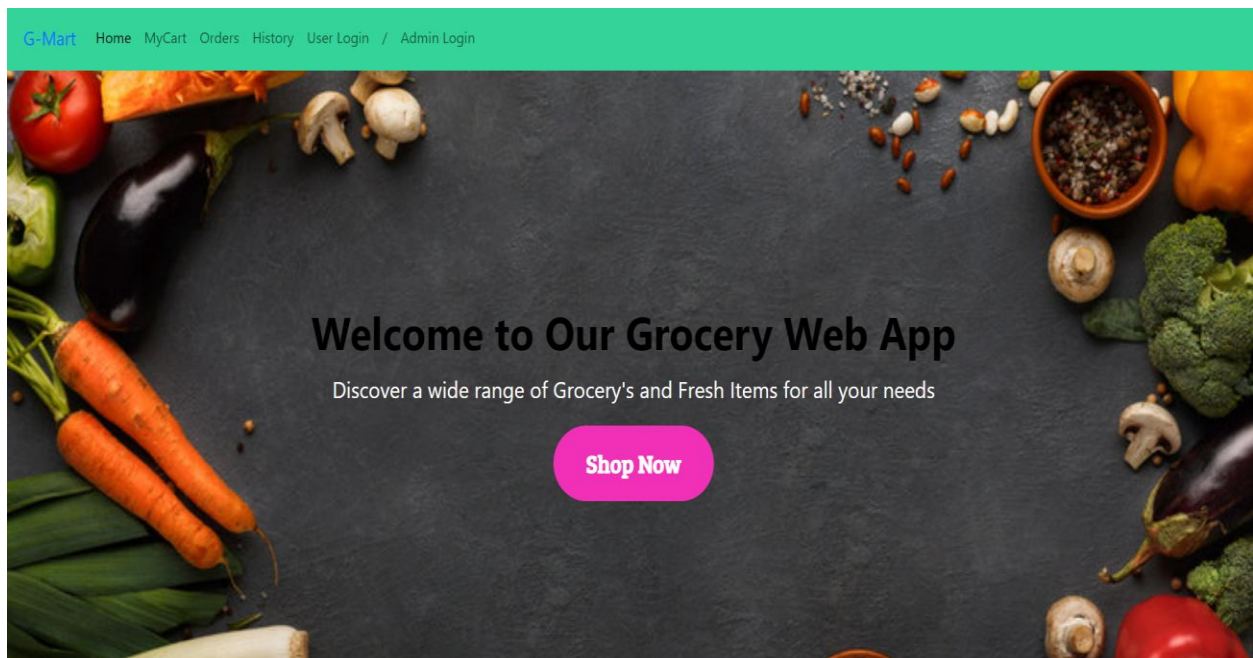 G-Mart Home MyCart Orders History User Login / Admin Login
Welcome to Our Grocery Web App
Discover a wide range of Grocery's and Fresh Items for all your needs
Shop Now